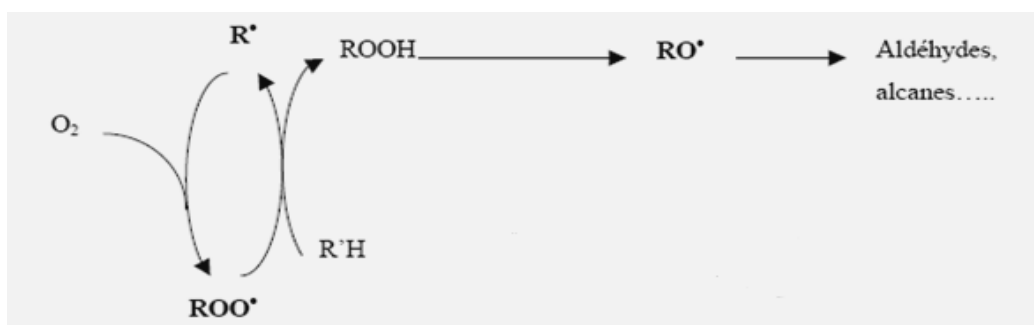 R•
ROOH
RO•
Aldéhydes,
alcanes…..
O₂
R’H
ROO•